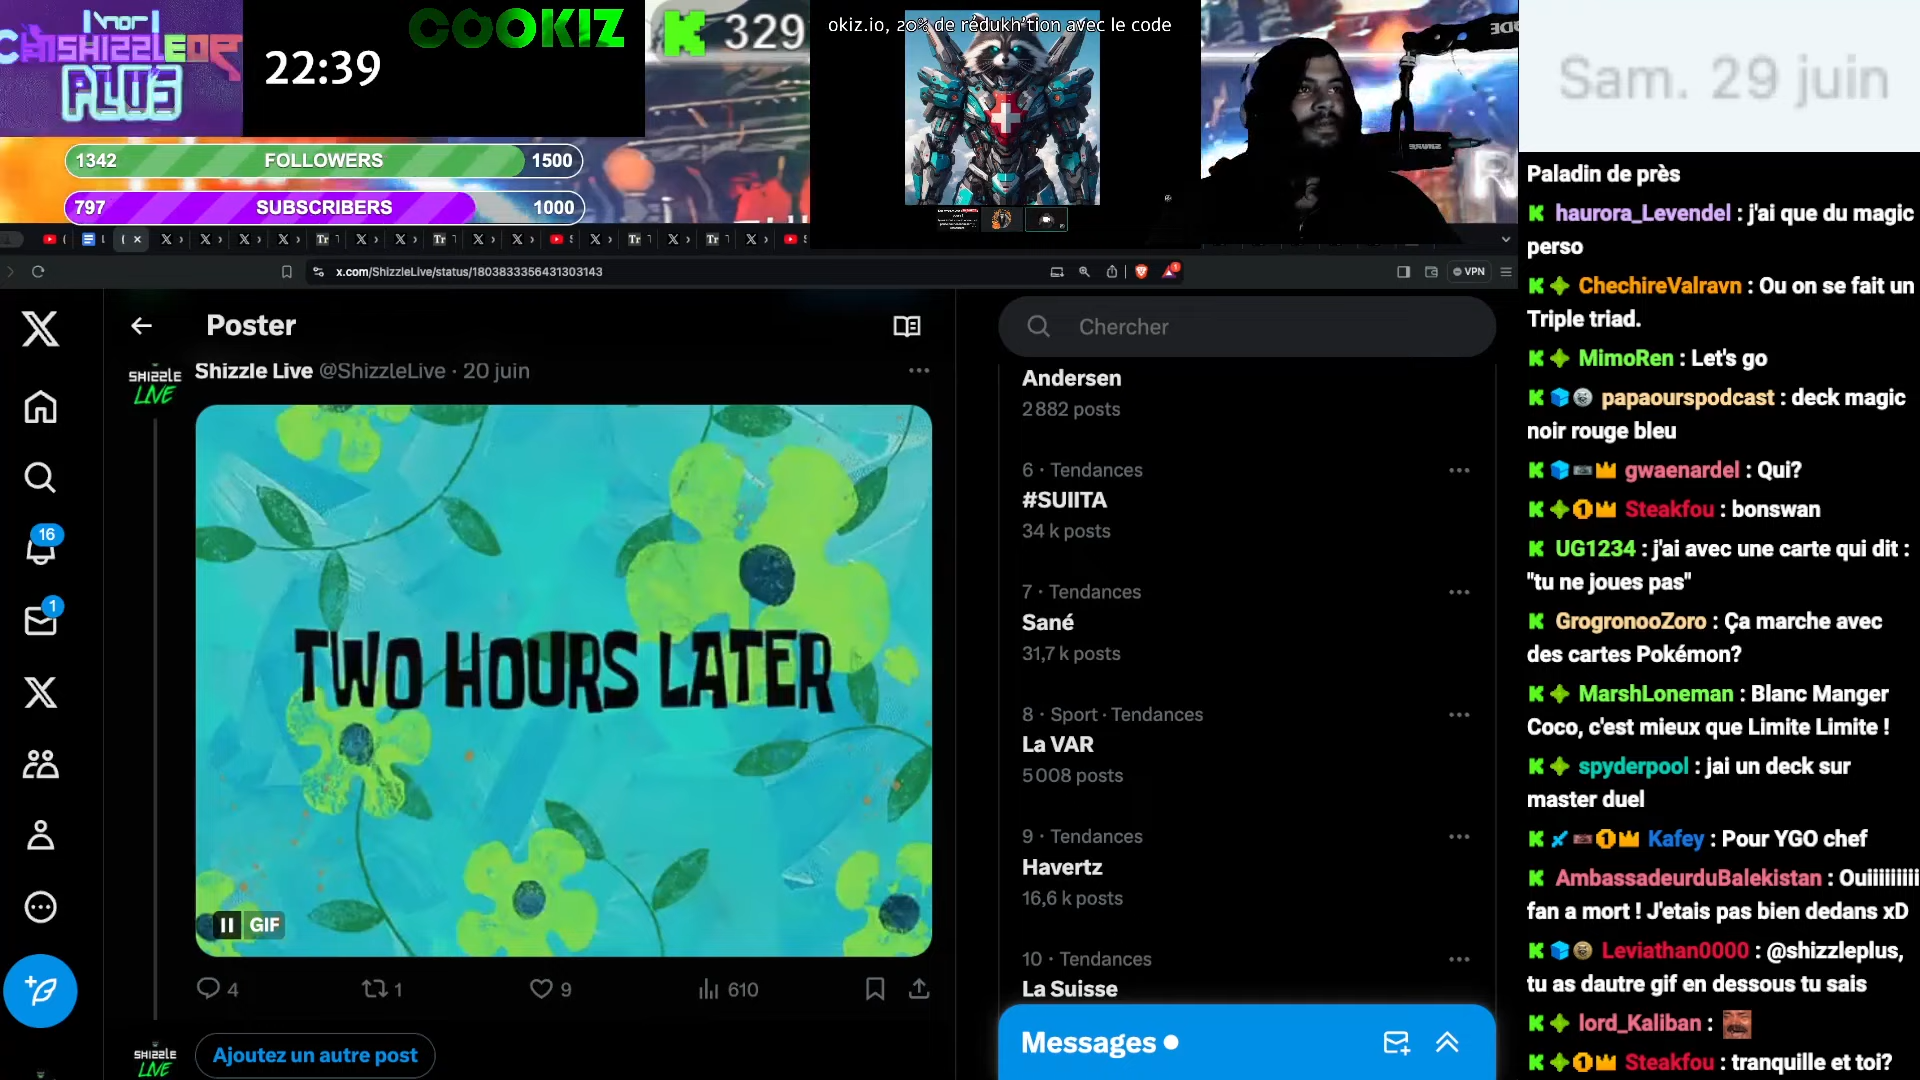 SHIZZLE
PLUS
22:39
COOKIZ
329
okiz.io, 20% de rédukh'tion avec le code
Sam. 29 juin
1342 FOLLOWERS 1500
797 SUBSCRIBERS 1000
x.com/ShizzleLive/status/1803833356431303143
VPN
Poster
Chercher
SHIZZLE
LIVE
Shizzle Live @ShizzleLive · 20 juin
TWO HOURS LATER
GIF
4
1
9
610
SHIZZLE
LIVE
Ajoutez un autre post
16
1
Andersen
2 882 posts
6 · Tendances
#SUIITA
34 k posts
7 · Tendances
Sané
31,7 k posts
8 · Sport · Tendances
La VAR
5 008 posts
9 · Tendances
Havertz
16,6 k posts
10 · Tendances
La Suisse
Messages
Paladin de près
haurora_Levendel : j'ai que du magic
perso
ChechireValravn : Ou on se fait un
Triple triad.
MimoRen : Let's go
papaourspodcast : deck magic
noir rouge bleu
gwaenardel : Qui?
Steakfou : bonswan
UG1234 : j'ai avec une carte qui dit :
"tu ne joues pas"
GrogronooZoro : Ça marche avec
des cartes Pokémon?
MarshLoneman : Blanc Manger
Coco, c'est mieux que Limite Limite !
spyderpool : jai un deck sur
master duel
Kafey : Pour YGO chef
AmbassadeurduBalekistan : Ouiiiiiiiii
fan a mort ! J'etais pas bien dedans xD
Leviathan0000 : @shizzleplus,
tu as dautre gif en dessous tu sais
lord_Kaliban :
Steakfou : tranquille et toi?